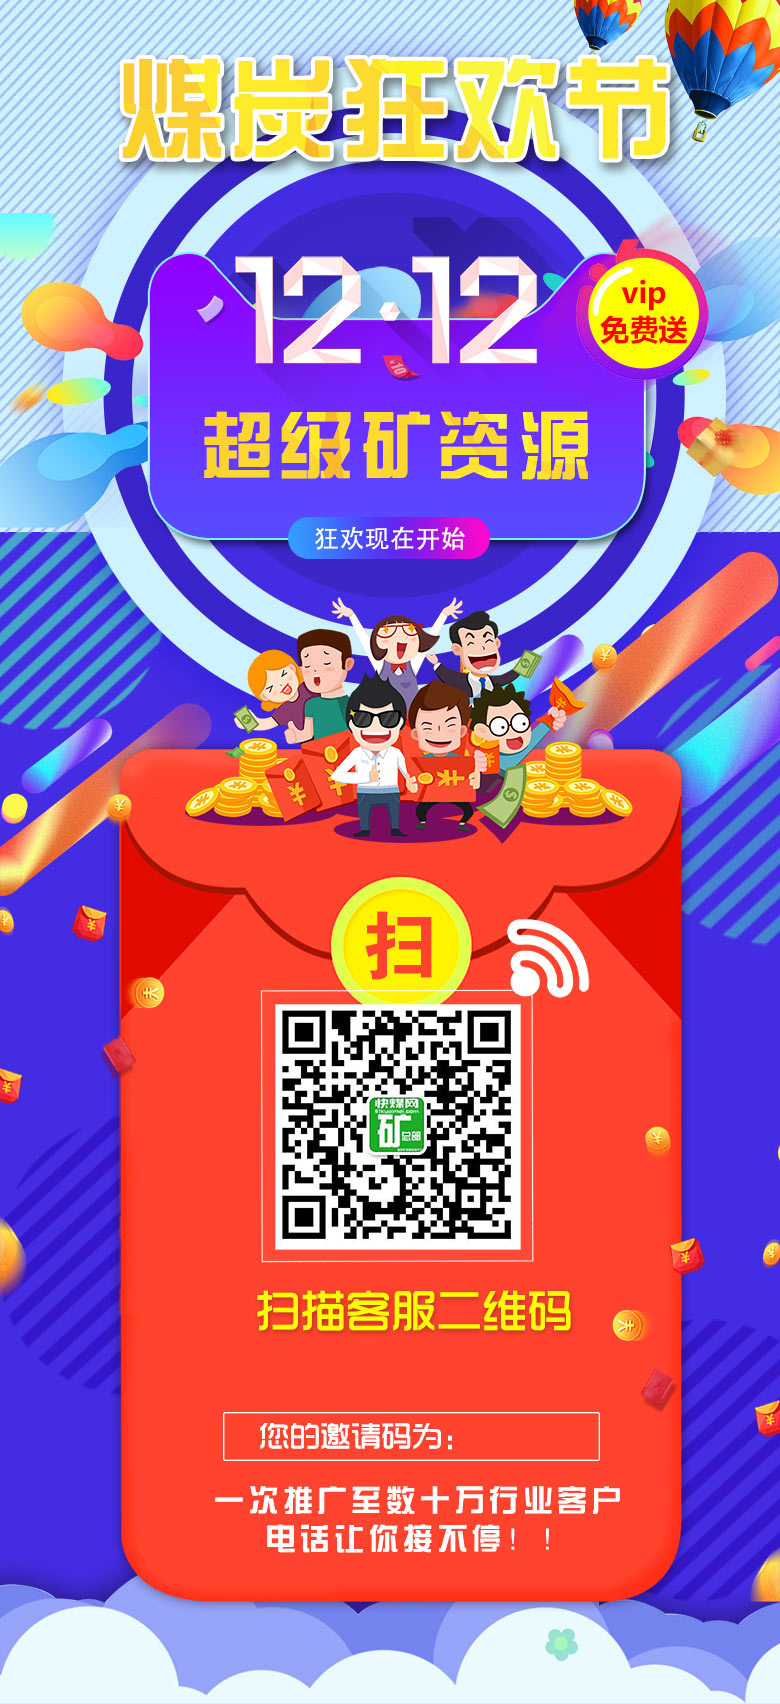 煤炭狂欢节
12·12
vip
免费送
超级矿资源
狂欢现在开始
扫
快煤网
51kuaimei.com
矿
总部
扫描客服二维码
您的邀请码为:
一次推广至数十万行业客户
电话让你接不停!!